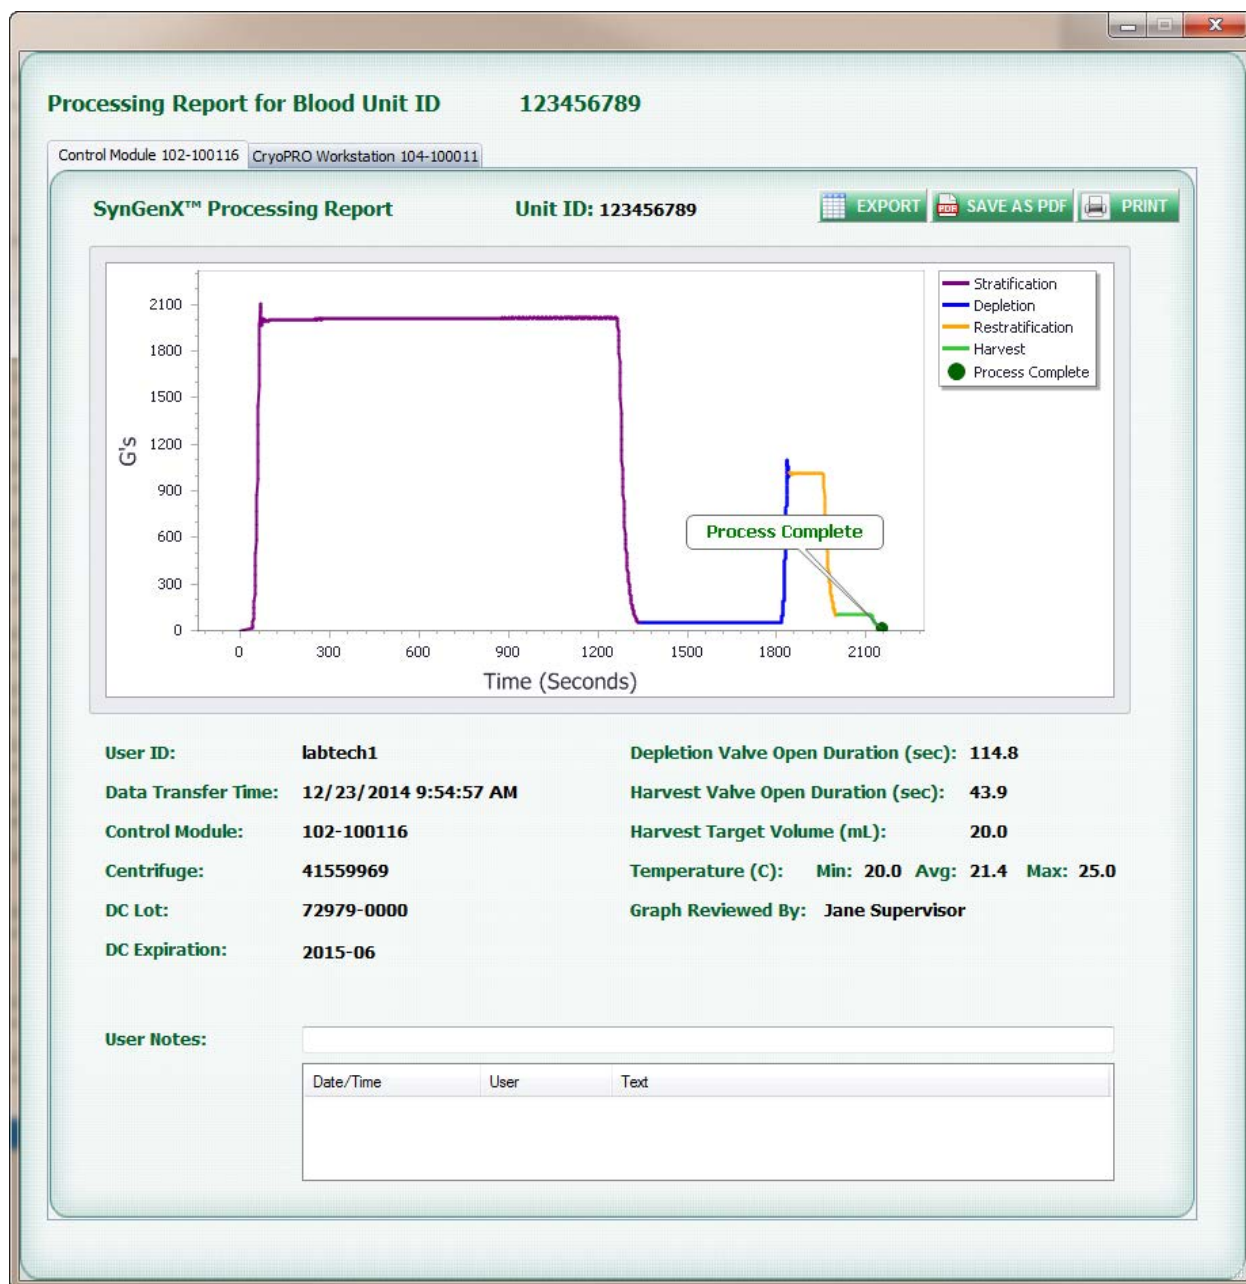 Processing Report for Blood Unit ID 123456789
Control Module 102-100116 CryoPRO Workstation 104-100011
SynGenX™ Processing Report Unit ID: 123456789 EXPORT SAVE AS PDF PRINT
Stratification
Depletion
Restratification
Harvest
Process Complete
G's
2100
1800
1500
1200
900
600
300
0
Process Complete
0 300 600 900 1200 1500 1800 2100
Time (Seconds)
User ID: labtech1
Data Transfer Time: 12/23/2014 9:54:57 AM
Control Module: 102-100116
Centrifuge: 41559969
DC Lot: 72979-0000
DC Expiration: 2015-06
Depletion Valve Open Duration (sec): 114.8
Harvest Valve Open Duration (sec): 43.9
Harvest Target Volume (mL): 20.0
Temperature (C): Min: 20.0 Avg: 21.4 Max: 25.0
Graph Reviewed By: Jane Supervisor
User Notes:
Date/Time User Text